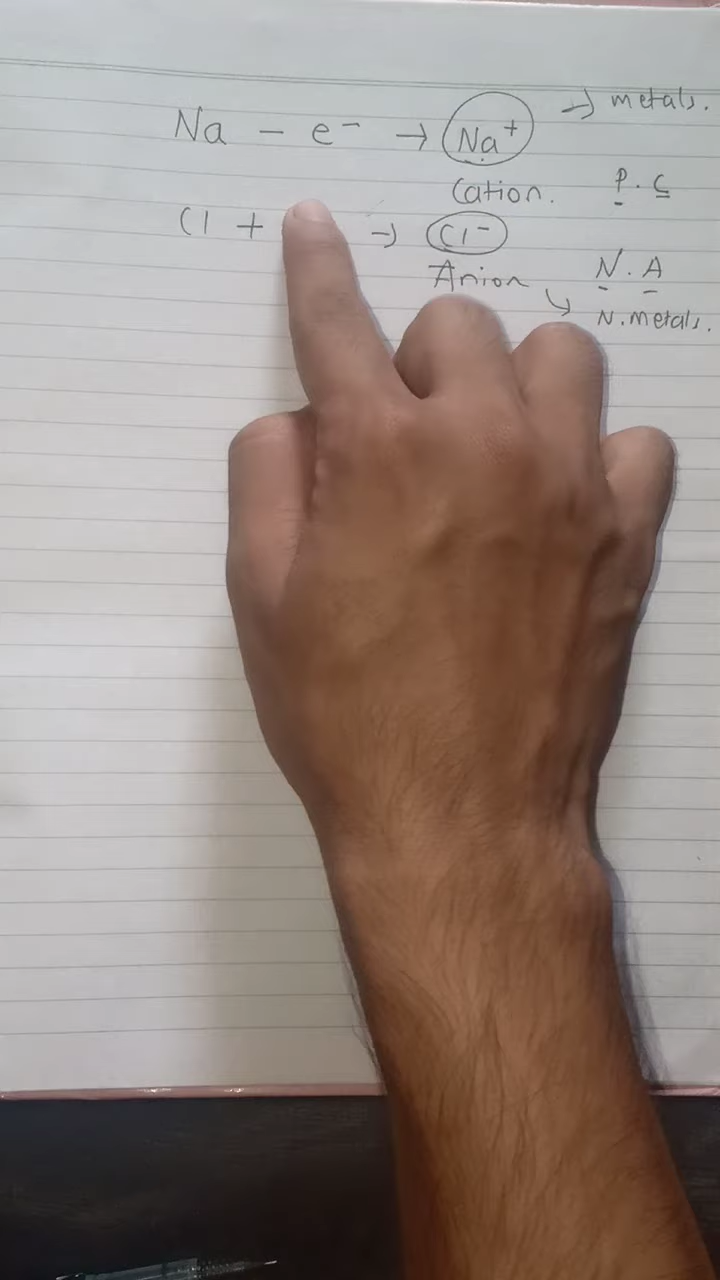 Na – e⁻ → Na⁺ → metals.
Cation. P.C
Cl + → Cl⁻
Anion N.A
↳ N.metals.